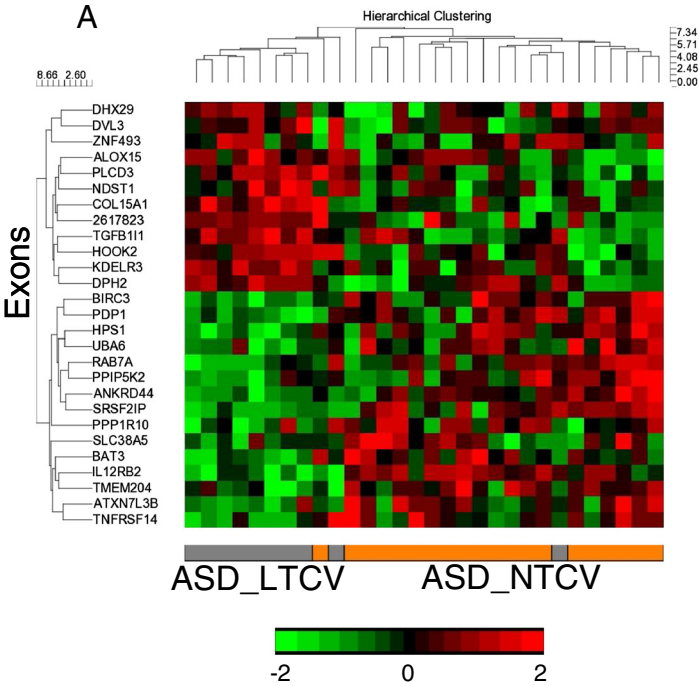 A
Hierarchical Clustering
7.34
5.71
4.08
2.45
0.00
8.66 2.60
Exons
DHX29
DVL3
ZNF493
ALOX15
PLCD3
NDST1
COL15A1
2617823
TGFB1I1
HOOK2
KDELR3
DPH2
BIRC3
PDP1
HPS1
UBA6
RAB7A
PPIP5K2
ANKRD44
SRSF2IP
PPP1R10
SLC38A5
BAT3
IL12RB2
TMEM204
ATXN7L3B
TNFRSF14
ASD_LTCV ASD_NTCV
-2 0 2